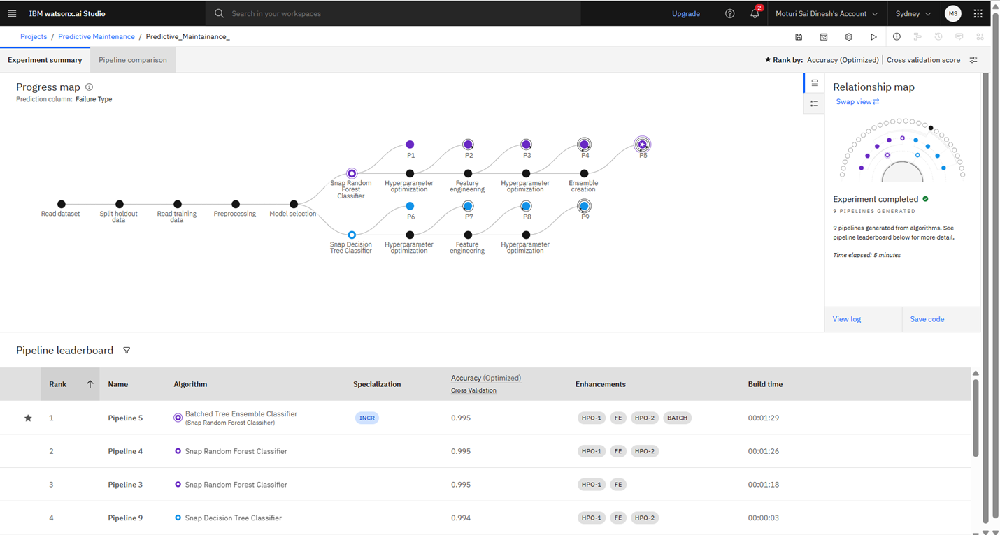 IBM watsonx.ai Studio
Search in your workspaces
Upgrade
2
Moturi Sai Dinesh's Account
Sydney
MS
Projects / Predictive Maintenance / Predictive_Maintainance_
Experiment summary
Pipeline comparison
Rank by: Accuracy (Optimized) | Cross validation score
Progress map
Prediction column: Failure Type
P1
P2
P3
P4
P5
Snap Random
Forest
Classifier
Hyperparameter
optimization
Feature
engineering
Hyperparameter
optimization
Ensemble
creation
Read dataset
Split holdout
data
Read training
data
Preprocessing
Model selection
P6
P7
P8
P9
Snap Decision
Tree Classifier
Hyperparameter
optimization
Feature
engineering
Hyperparameter
optimization
Relationship map
Swap view
Experiment completed
9 PIPELINES GENERATED
9 pipelines generated from algorithms. See
pipeline leaderboard below for more detail.
Time elapsed: 5 minutes
View log
Save code
Pipeline leaderboard
Rank Name Algorithm Specialization Accuracy (Optimized) Enhancements Build time
Cross Validation
1 Pipeline 5 Batched Tree Ensemble Classifier INCR 0.995 HPO-1 FE HPO-2 BATCH 00:01:29
(Snap Random Forest Classifier)
2 Pipeline 4 Snap Random Forest Classifier 0.995 HPO-1 FE HPO-2 00:01:26
3 Pipeline 3 Snap Random Forest Classifier 0.995 HPO-1 FE 00:01:18
4 Pipeline 9 Snap Decision Tree Classifier 0.994 HPO-1 FE HPO-2 00:00:03